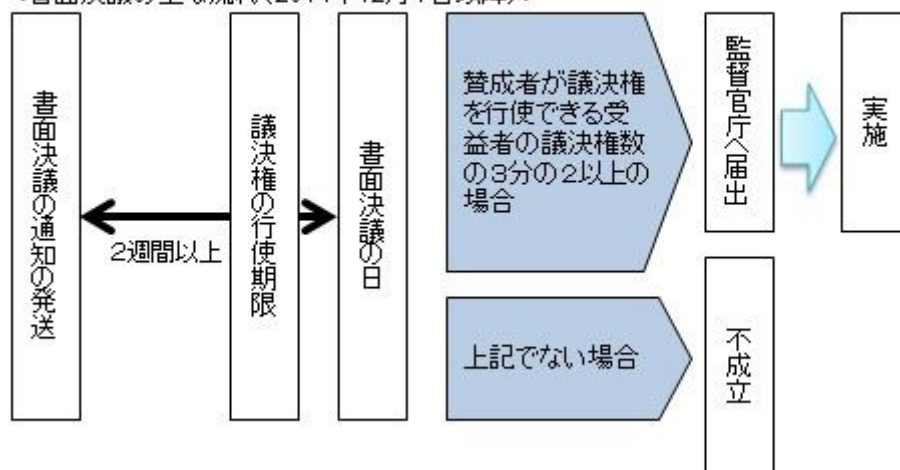 書面決議の通知の発送
2週間以上
議決権の行使期限
書面決議の日
賛成者が議決権
を行使できる受
益者の議決権数
の3分の2以上の
場合
監督官庁へ届出
実施
上記でない場合
不成立